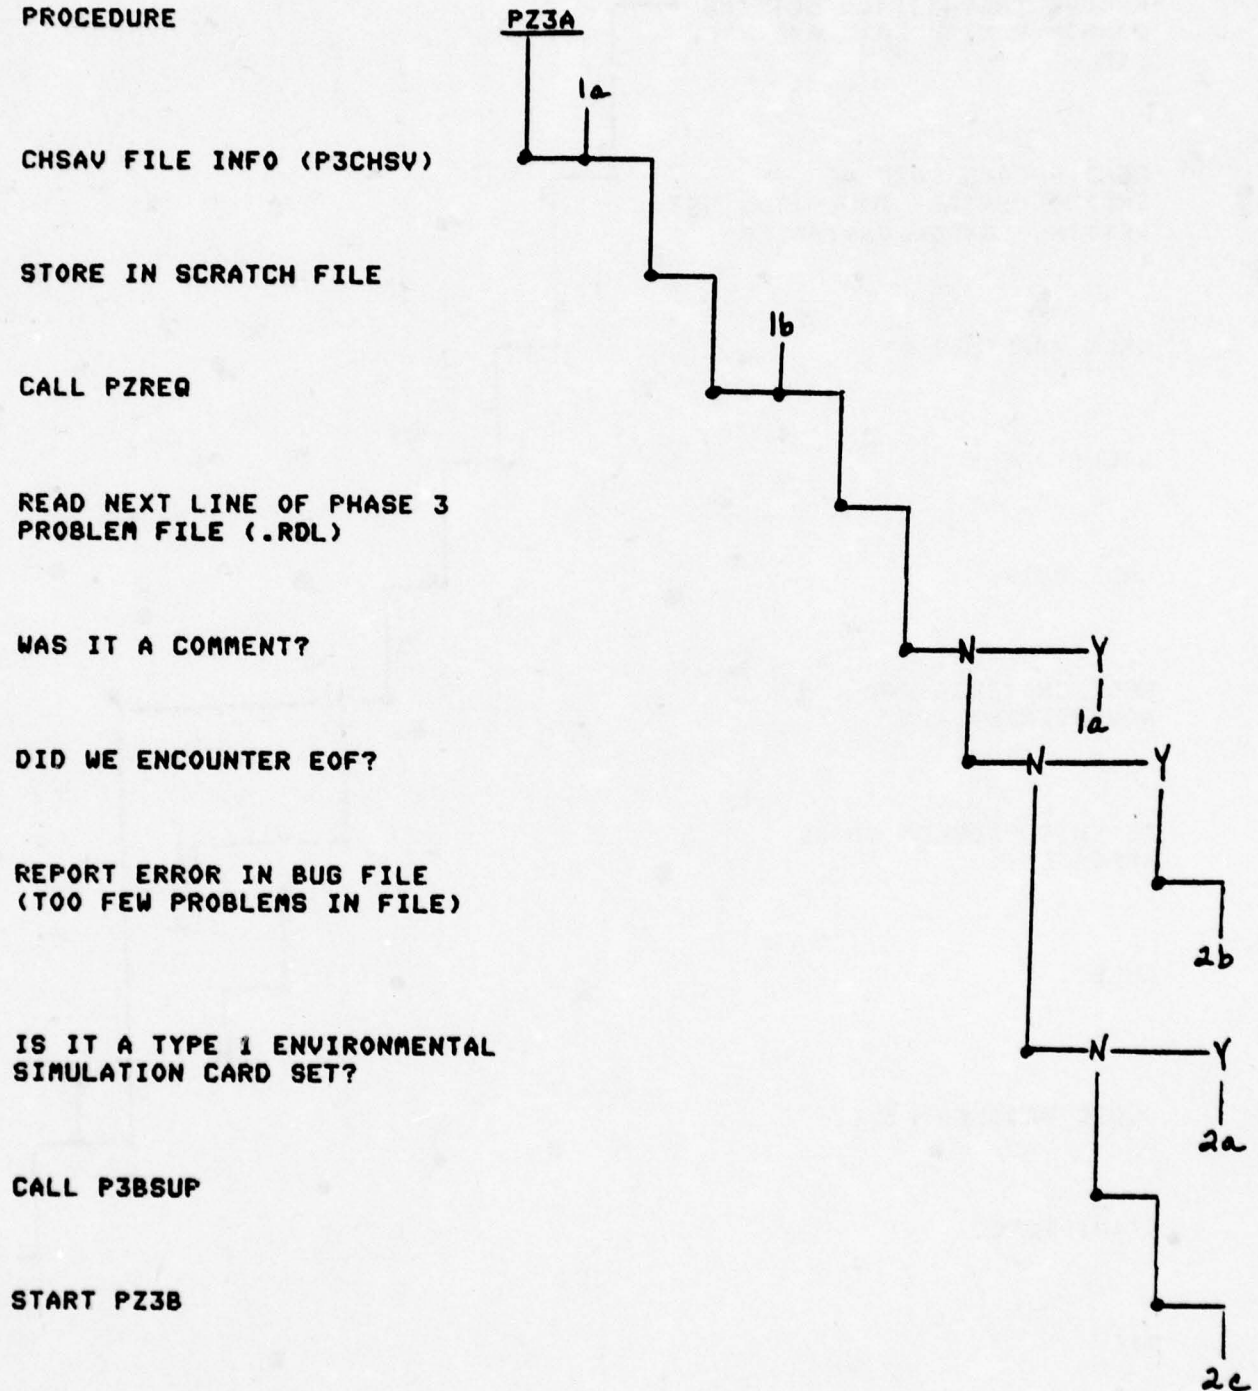 PROCEDURE PZ3A
1a
CHSAV FILE INFO (P3CHSV)
STORE IN SCRATCH FILE
1b
CALL PZREQ
READ NEXT LINE OF PHASE 3
PROBLEM FILE (.RDL)
WAS IT A COMMENT? N Y
1a
DID WE ENCOUNTER EOF? N Y
REPORT ERROR IN BUG FILE
(TOO FEW PROBLEMS IN FILE)
2b
IS IT A TYPE 1 ENVIRONMENTAL
SIMULATION CARD SET? N Y
2a
CALL P3BSUP
START PZ3B
2c